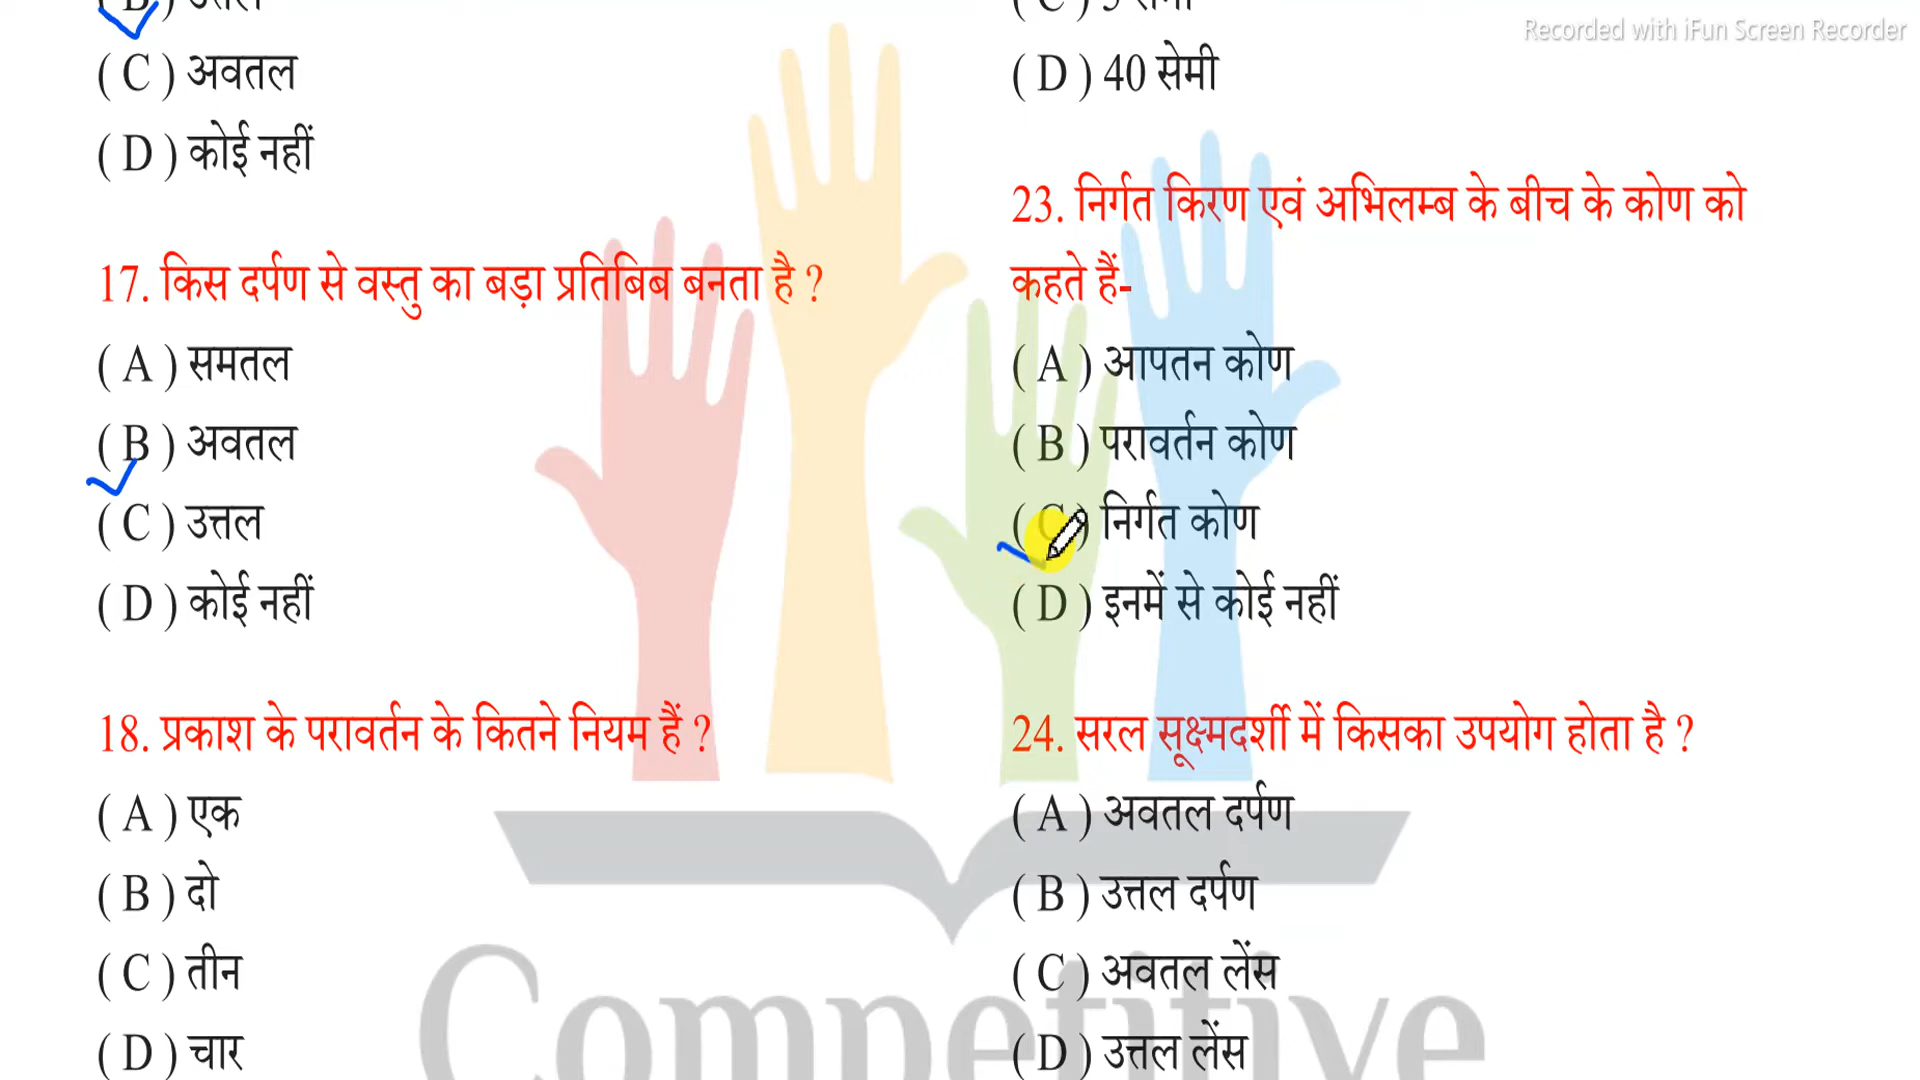 ( B ) उत्तल
( C ) अवतल
( D ) कोई नहीं
17. किस दर्पण से वस्तु का बड़ा प्रतिबिब बनता है ?
( A ) समतल
( B ) अवतल
( C ) उत्तल
( D ) कोई नहीं
18. प्रकाश के परावर्तन के कितने नियम हैं ?
( A ) एक
( B ) दो
( C ) तीन
( D ) चार
Recorded with iFun Screen Recorder
( C ) 5 सेमी
( D ) 40 सेमी
23. निर्गत किरण एवं अभिलम्ब के बीच के कोण को
कहते हैं-
( A ) आपतन कोण
( B ) परावर्तन कोण
( C ) निर्गत कोण
( D ) इनमें से कोई नहीं
24. सरल सूक्ष्मदर्शी में किसका उपयोग होता है ?
( A ) अवतल दर्पण
( B ) उत्तल दर्पण
( C ) अवतल लेंस
( D ) उत्तल लेंस
Competitive